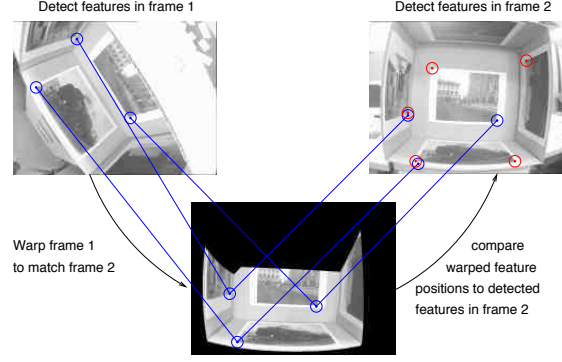 Detect features in frame 1
Detect features in frame 2
Warp frame 1
to match frame 2
compare
warped feature
positions to detected
features in frame 2